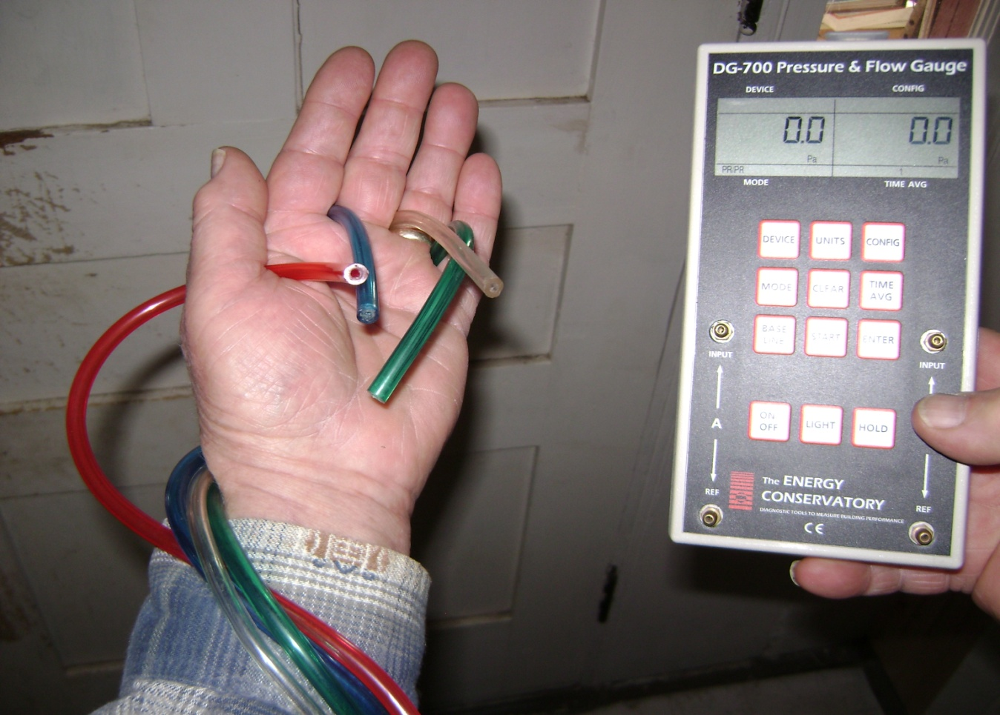 DG-700 Pressure & Flow Gauge
DEVICE CONFIG
0.0 0.0
Pa Pa
PR/PR 1
MODE TIME AVG
DEVICE UNITS CONFIG
MODE CLEAR TIME AVG
BASE LINE START ENTER
INPUT INPUT
ON OFF LIGHT HOLD
A
REF REF
The ENERGY
CONSERVATORY
DIAGNOSTIC TOOLS TO MEASURE BUILDING PERFORMANCE
CE